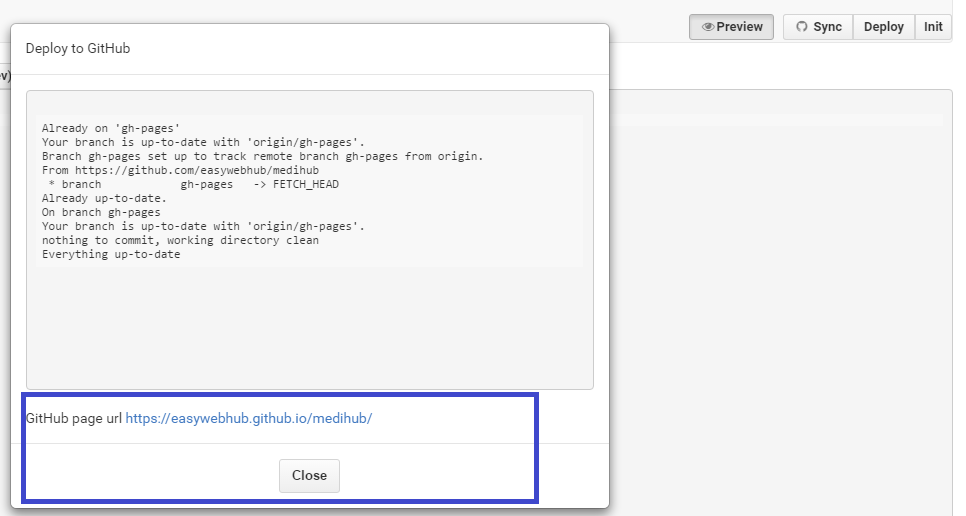 Preview Sync Deploy Init
Deploy to GitHub
v)
Already on 'gh-pages'
Your branch is up-to-date with 'origin/gh-pages'.
Branch gh-pages set up to track remote branch gh-pages from origin.
From https://github.com/easywebhub/medihub
* branch gh-pages -> FETCH_HEAD
Already up-to-date.
On branch gh-pages
Your branch is up-to-date with 'origin/gh-pages'.
nothing to commit, working directory clean
Everything up-to-date
GitHub page url https://easywebhub.github.io/medihub/
Close